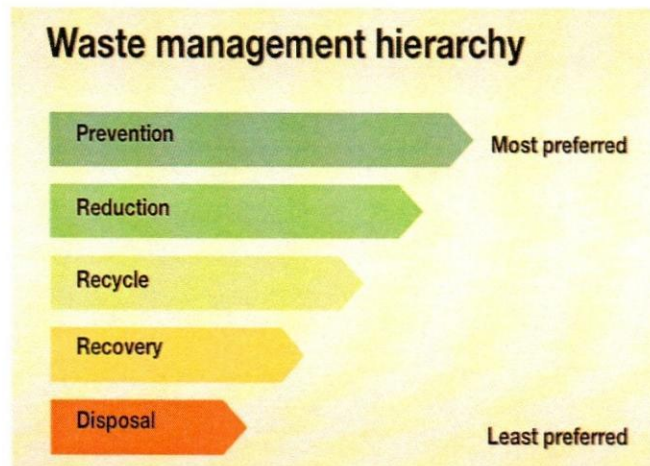 Waste management hierarchy
Prevention
Most preferred
Reduction
Recycle
Recovery
Disposal
Least preferred